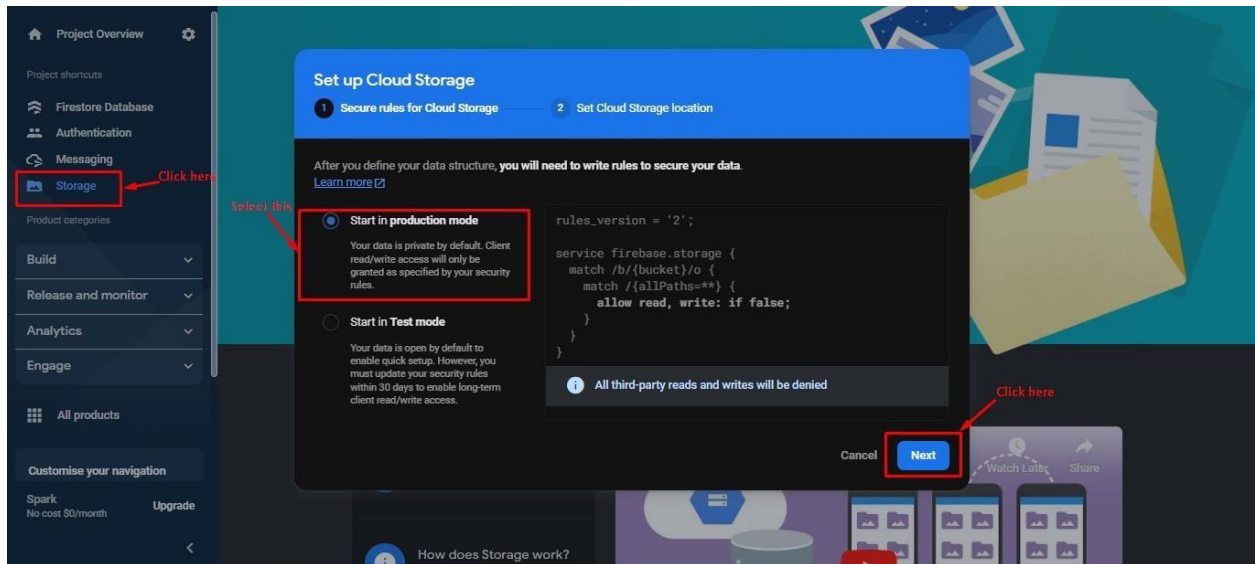 Project Overview
Project shortcuts
Firestore Database
Authentication
Messaging
Storage
Click here
Product categories
Build
Release and monitor
Analytics
Engage
All products
Customise your navigation
Spark
No cost $0/month
Upgrade
Set up Cloud Storage
1 Secure rules for Cloud Storage
2 Set Cloud Storage location
After you define your data structure, you will need to write rules to secure your data.
Learn more
Select this
Start in production mode
Your data is private by default. Client
read/write access will only be
granted as specified by your security
rules.
Start in Test mode
Your data is open by default to
enable quick setup. However, you
must update your security rules
within 30 days to enable long-term
client read/write access.
rules_version = '2';
service firebase.storage {
match /b/{bucket}/o {
match /{allPaths=**} {
allow read, write: if false;
}
}
}
All third-party reads and writes will be denied
Click here
Cancel
Next
Watch Later
Share
How does Storage work?